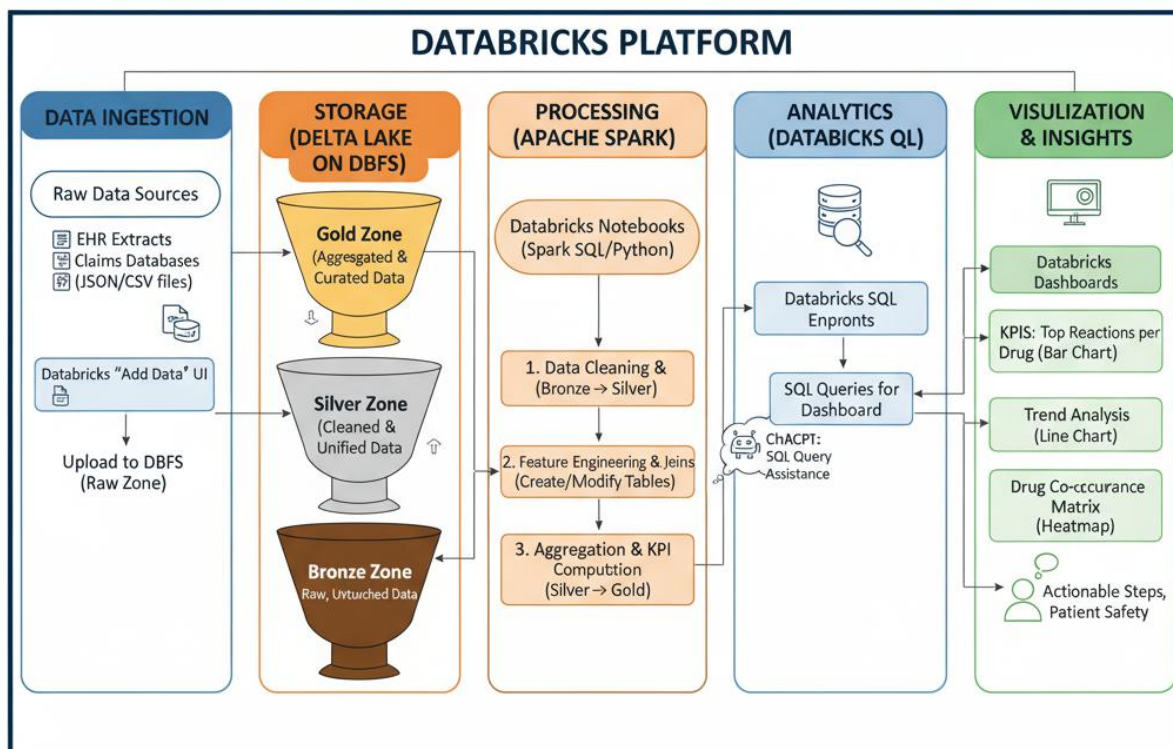 DATABRICKS PLATFORM
DATA INGESTION
Raw Data Sources
EHR Extracts
Claims Databases
(JSON/CSV files)
Databricks "Add Data" UI
Upload to DBFS
(Raw Zone)
STORAGE
(DELTA LAKE
ON DBFS)
Gold Zone
(Aggregated &
Curated Data
Silver Zone
(Cleaned &
Unified Data)
Bronze Zone
Raw, Uvturched Data)
PROCESSING
(APACHE SPARK)
Databricks Notebooks
(Spark SQL/Python)
1. Data Cleaning &
(Bronze → Silver)
2. Feature Engineering & Jeins
(Create/Modify Tables)
3. Aggregation & KPI
Computtion
(Silver → Gold)
ANALYTICS
(DATABICKS QL)
Databricks SQL
Enpronts
SQL Queries for
Dashboard
ChACPT:
SQL Query
Assistance
VISULIZATION
& INSIGHTS
Databricks
Dashboards
KPIS: Top Reactions per
Drug (Bar Chart)
Trend Analysis
(Line Chart)
Drug Co-ccurance
Matrix
(Heatmap)
Actionable Steps,
Patient Safety